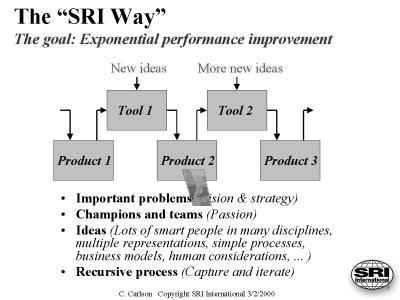 The “SRI Way”
The goal: Exponential performance improvement
New ideas
More new ideas
Tool 1
Tool 2
Product 1
Product 2
Product 3
• Important problems ision & strategy)
• Champions and teams (Passion)
• Ideas (Lots of smart people in many disciplines,
multiple representations, simple processes,
business models, human considerations, ... )
• Recursive process (Capture and iterate)
C. Carlson Copyright SRI International 3/2/2000
SRI
International